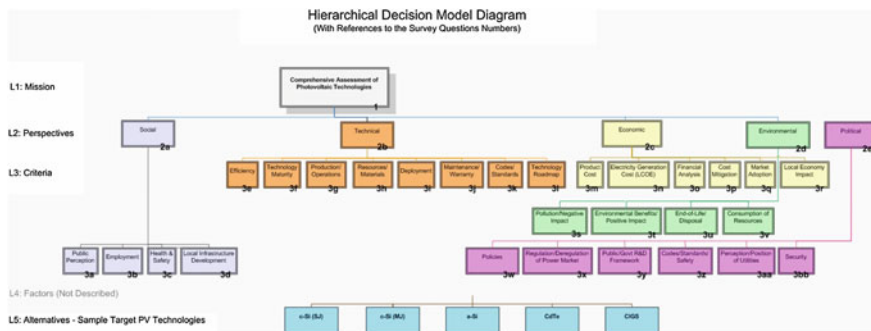 Hierarchical Decision Model Diagram
(With References to the Survey Questions Numbers)
L1: Mission
Comprehensive Assessment of
Photovoltaic Technologies
1
L2: Perspectives
Social
2a
Technical
2b
Economic
2c
Environmental
2d
Political
2e
L3: Criteria
Efficiency
3e
Technology
Maturity
3f
Production/
Operations
3g
Resources/
Materials
3h
Deployment
3i
Maintenance/
Warranty
3j
Codes/
Standards
3k
Technology
Roadmap
3l
Product
Cost
3m
Electricity Generation
Cost (LCOE)
3n
Financial
Analysis
3o
Cost
Mitigation
3p
Market
Adoption
3q
Local Economy
Impact
3r
Pollution/Negative
Impact
3s
Environmental Benefits/
Positive Impact
3t
End-of-Life/
Disposal
3u
Consumption of
Resources
3v
Public
Perception
3a
Employment
3b
Health &
Safety
3c
Local Infrastructure
Development
3d
Policies
3w
Regulation/Deregulation
of Power Market
3x
Public/Govt R&D
Framework
3y
Codes/Standards/
Safety
3z
Perception/Position
of Utilities
3aa
Security
3bb
L4: Factors (Not Described)
L5: Alternatives - Sample Target PV Technologies
c-Si (SJ)
c-Si (MJ)
a-Si
CdTe
CIGS